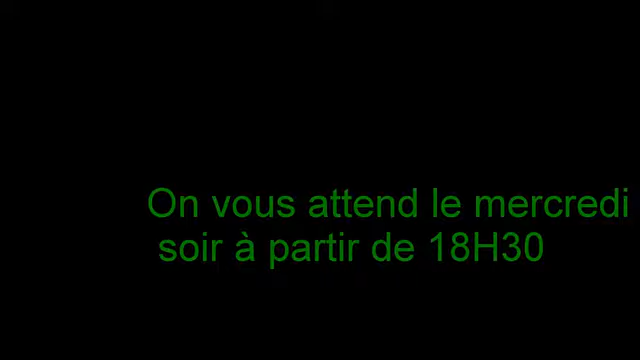 On vous attend le mercredi
soir à partir de 18H30